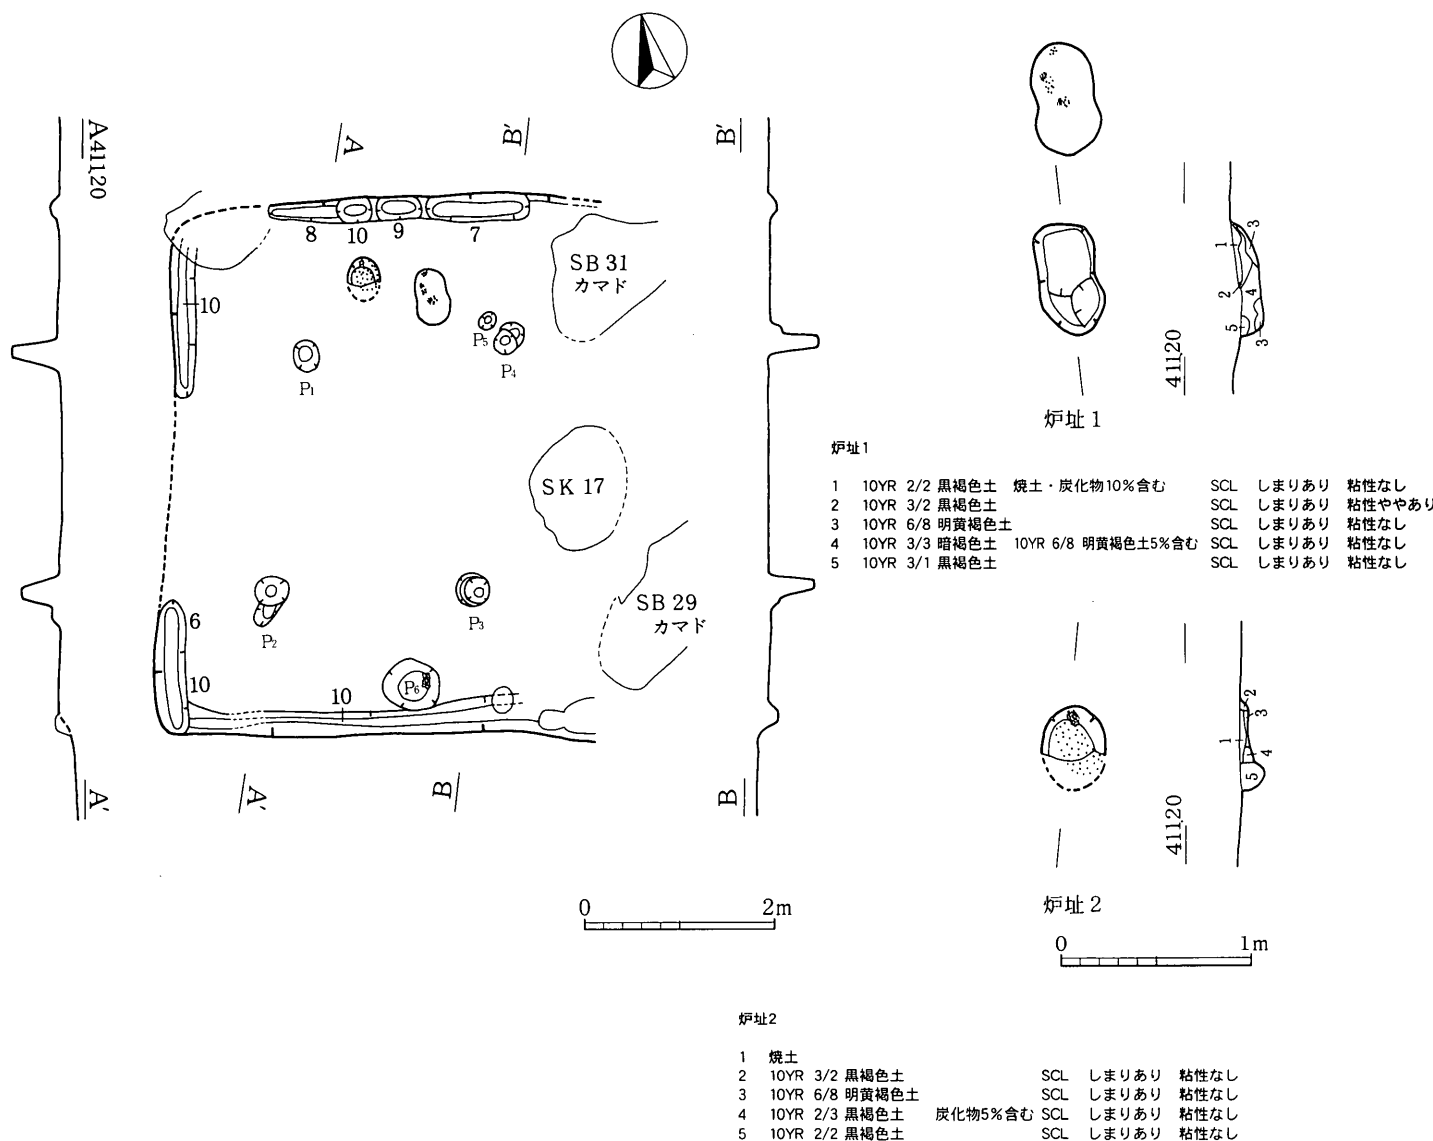 A
B'
B'
A 41120
8
10
9
7
SB 31
カマド
10
P1
P5
P4
SK 17
6
P2
P3
SB 29
カマド
10
10
P6
A'
A'
B
B
0 2m
1
3
2
4
5
3
41120
炉址 1
炉址1
1 10YR 2/2 黒褐色土 焼土・炭化物10%含む SCL しまりあり 粘性なし
2 10YR 3/2 黒褐色土 SCL しまりあり 粘性ややあり
3 10YR 6/8 明黄褐色土 SCL しまりあり 粘性なし
4 10YR 3/3 暗褐色土 10YR 6/8 明黄褐色土5%含む SCL しまりあり 粘性なし
5 10YR 3/1 黒褐色土 SCL しまりあり 粘性なし
2
3
1
4
5
41120
炉址 2
0 1m
炉址2
1 焼土
2 10YR 3/2 黒褐色土 SCL しまりあり 粘性なし
3 10YR 6/8 明黄褐色土 SCL しまりあり 粘性なし
4 10YR 2/3 黒褐色土 炭化物5%含む SCL しまりあり 粘性なし
5 10YR 2/2 黒褐色土 SCL しまりあり 粘性なし